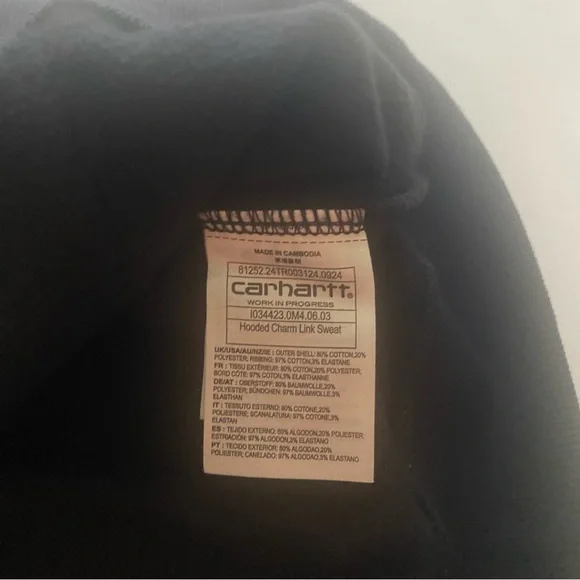 MADE IN CAMBODIA
81252.24TR003124.0924
carhartt®
WORK IN PROGRESS
I034423.0M4.06.03
Hooded Charm Link Sweat
UK/USA/AU/NZ/IE : OUTER SHELL: 80% COTTON,20%
POLYESTER; RIBBING: 97% COTTON,3% ELASTANE
FR : TISSU EXTÉRIEUR: 80% COTON,20% POLYESTER;
BORD CÔTE: 97% COTON,3% ELASTHANNE
DE/AT : OBERSTOFF: 80% BAUMWOLLE,20%
POLYESTER; BÜNDCHEN: 97% BAUMWOLLE,3%
ELASTHAN
IT : TESSUTO ESTERNO: 80% COTONE,20%
POLIESTERE; SCANALATURA: 97% COTONE,3%
ELASTAN
ES : TEJIDO EXTERNO: 80% ALGODON,20% POLIESTER;
ESTRIACIÓN: 97% ALGODON,3% ELASTANO
PT : TECIDO EXTERIOR: 80% ALGODAO,20%
POLIESTER; CANELADO: 97% ALGODAO,3% ELASTANO